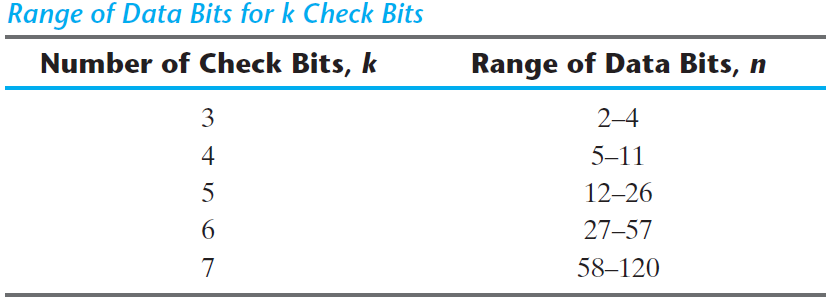 Range of Data Bits for k Check Bits
Number of Check Bits, k Range of Data Bits, n
3 2–4
4 5–11
5 12–26
6 27–57
7 58–120